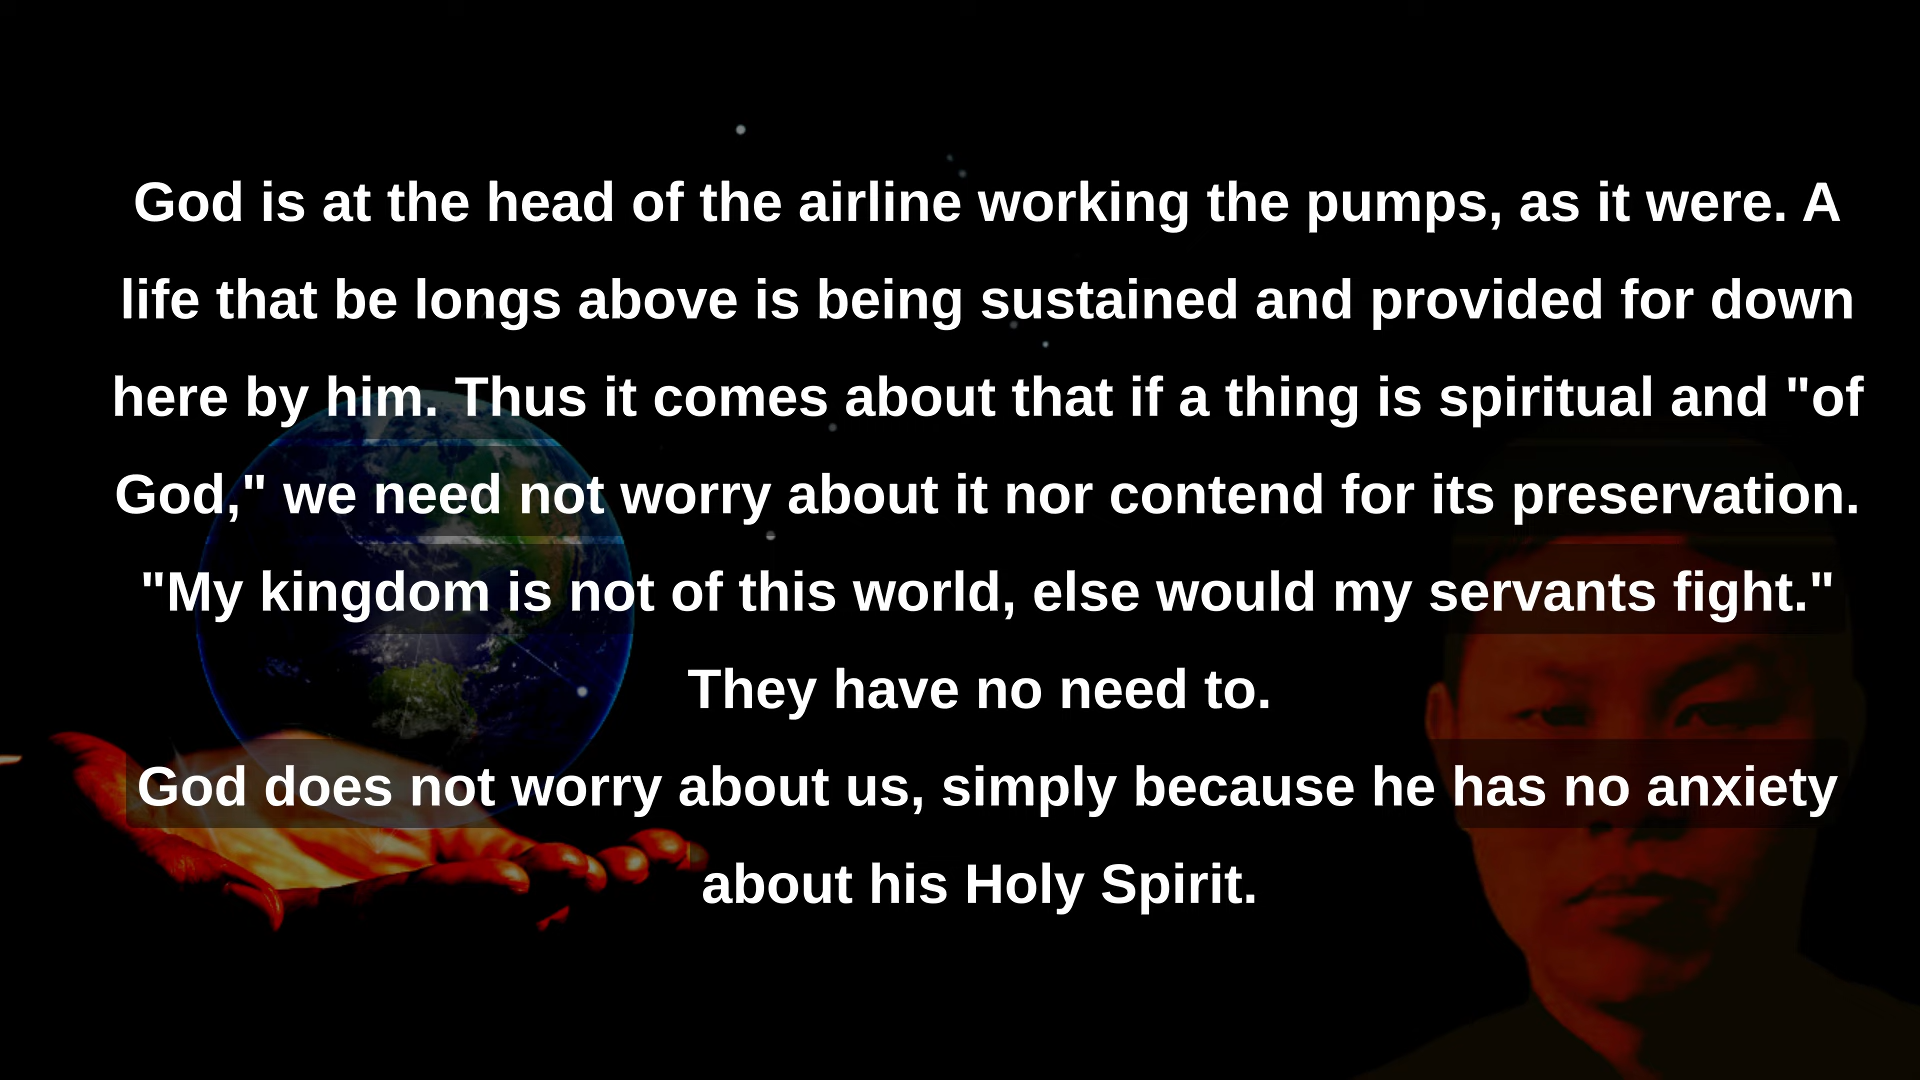 God is at the head of the airline working the pumps, as it were. A
life that be longs above is being sustained and provided for down
here by him. Thus it comes about that if a thing is spiritual and "of
God," we need not worry about it nor contend for its preservation.
"My kingdom is not of this world, else would my servants fight."
They have no need to.
God does not worry about us, simply because he has no anxiety
about his Holy Spirit.